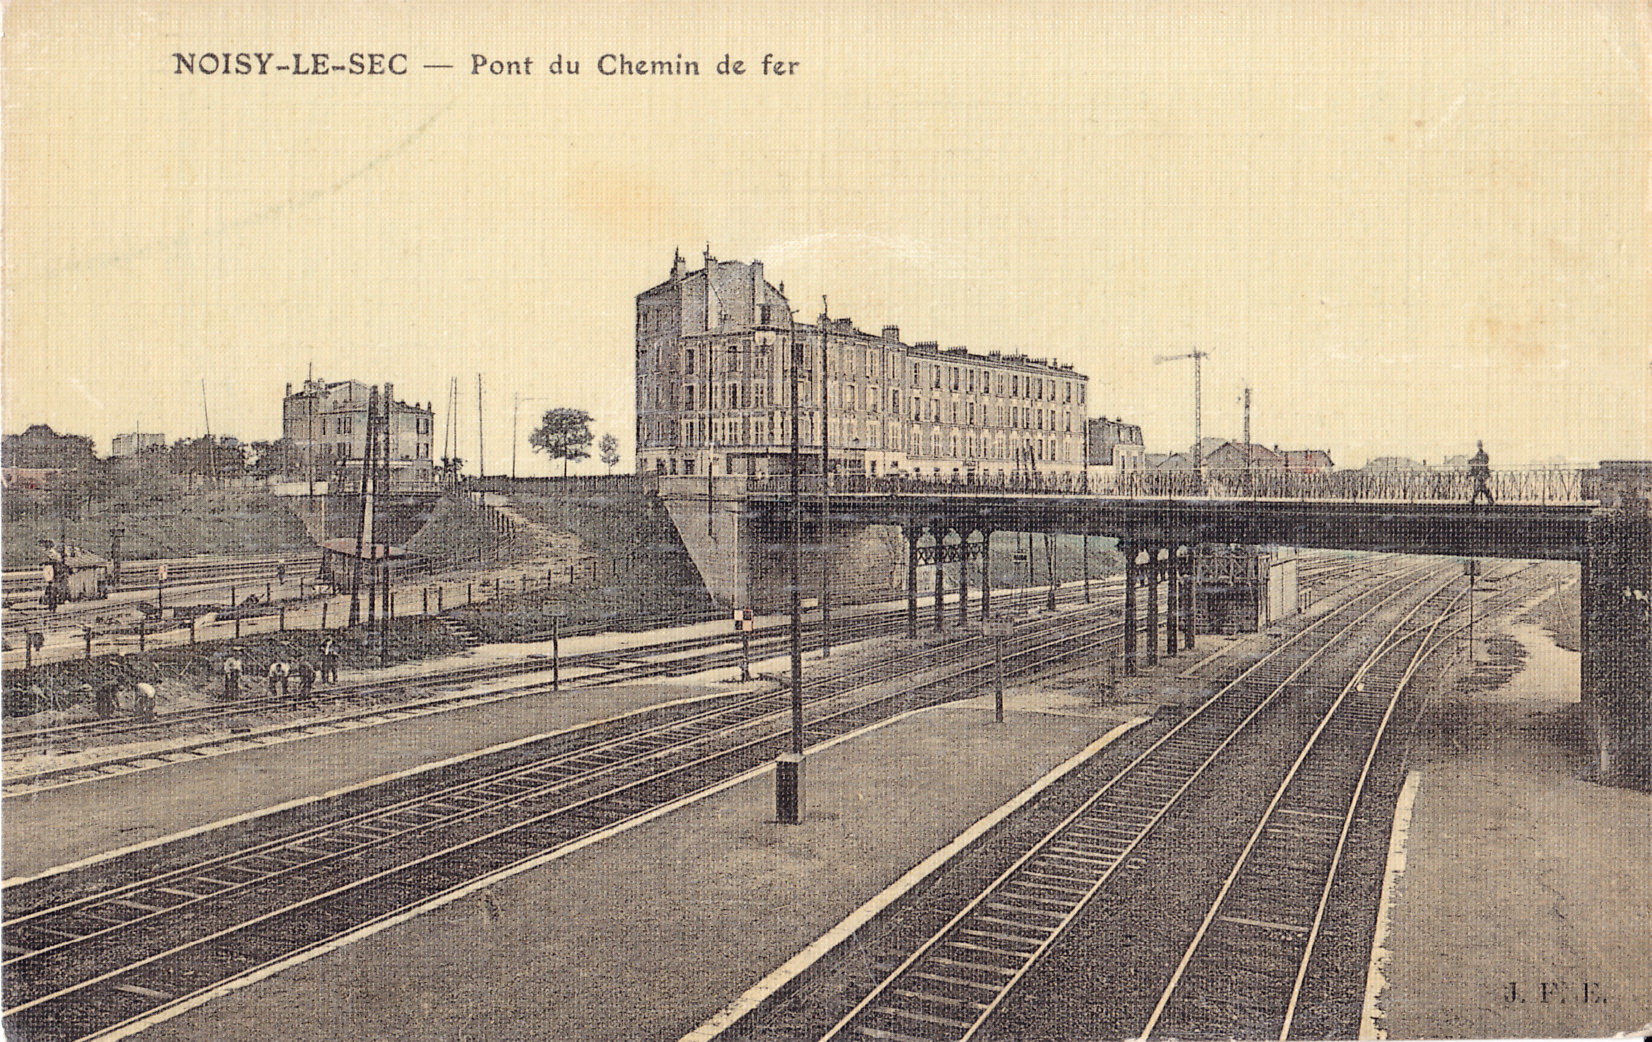 NOISY-LE-SEC — Pont du Chemin de fer
J. F. E.